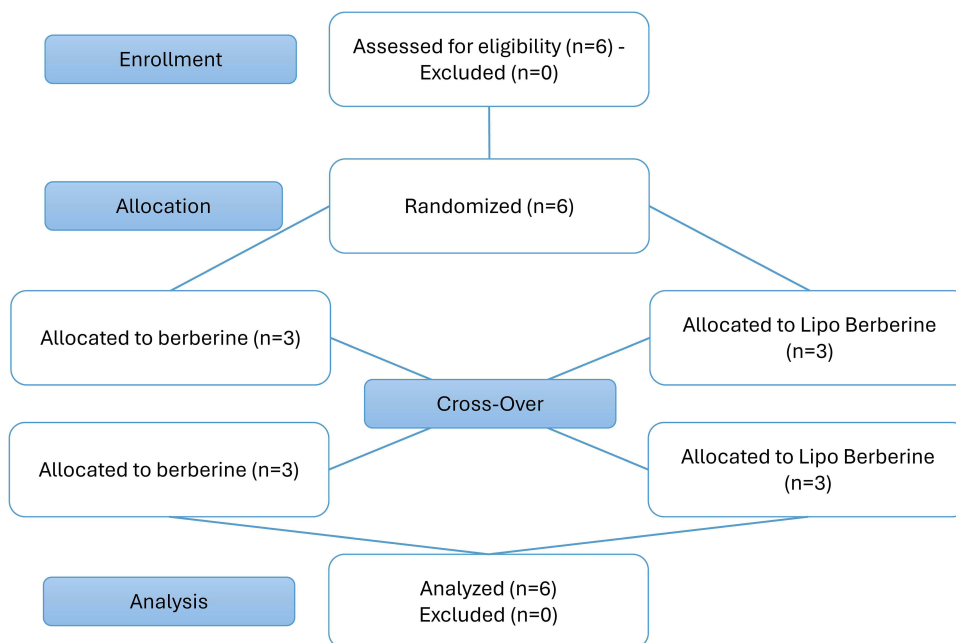 Enrollment
Assessed for eligibility (n=6) -
Excluded (n=0)
Allocation
Randomized (n=6)
Allocated to berberine (n=3)
Allocated to Lipo Berberine
(n=3)
Cross-Over
Allocated to berberine (n=3)
Allocated to Lipo Berberine
(n=3)
Analysis
Analyzed (n=6)
Excluded (n=0)